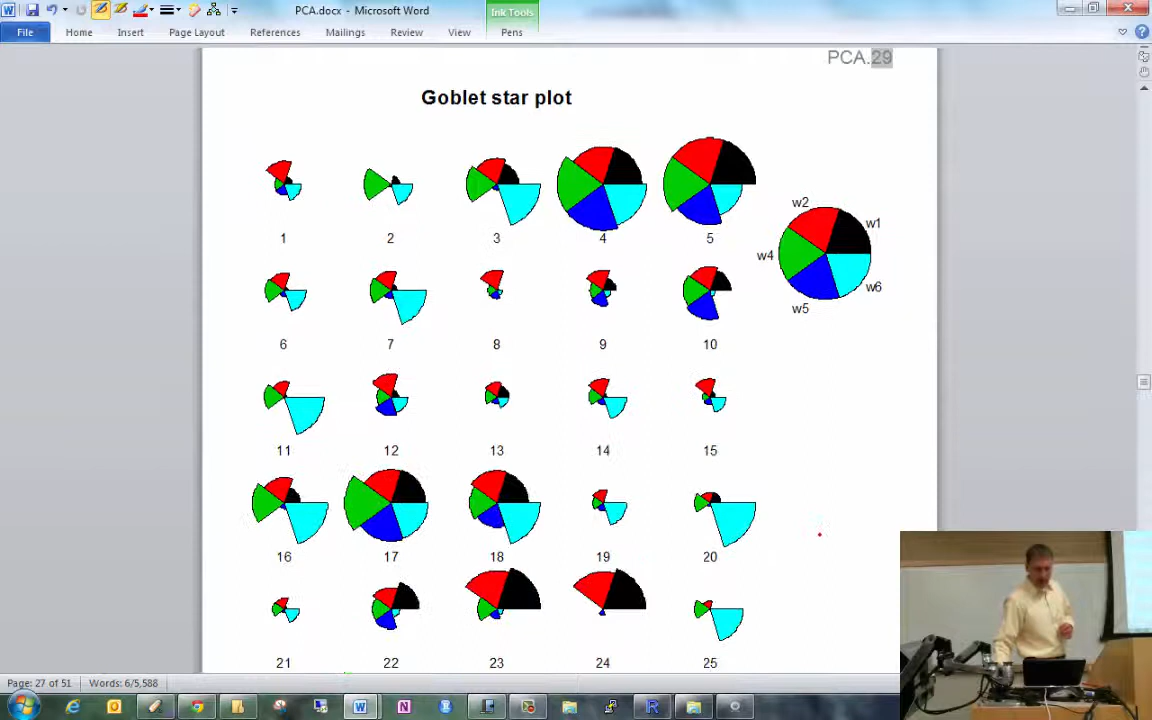 PCA.docx - Microsoft Word
Ink Tools
File Home Insert Page Layout References Mailings Review View Pens
PCA.29
Goblet star plot
1 2 3 4 5
w2
w1
w4
w6
w5
6 7 8 9 10
11 12 13 14 15
16 17 18 19 20
21 22 23 24 25
Page: 27 of 51 Words: 6/5,588